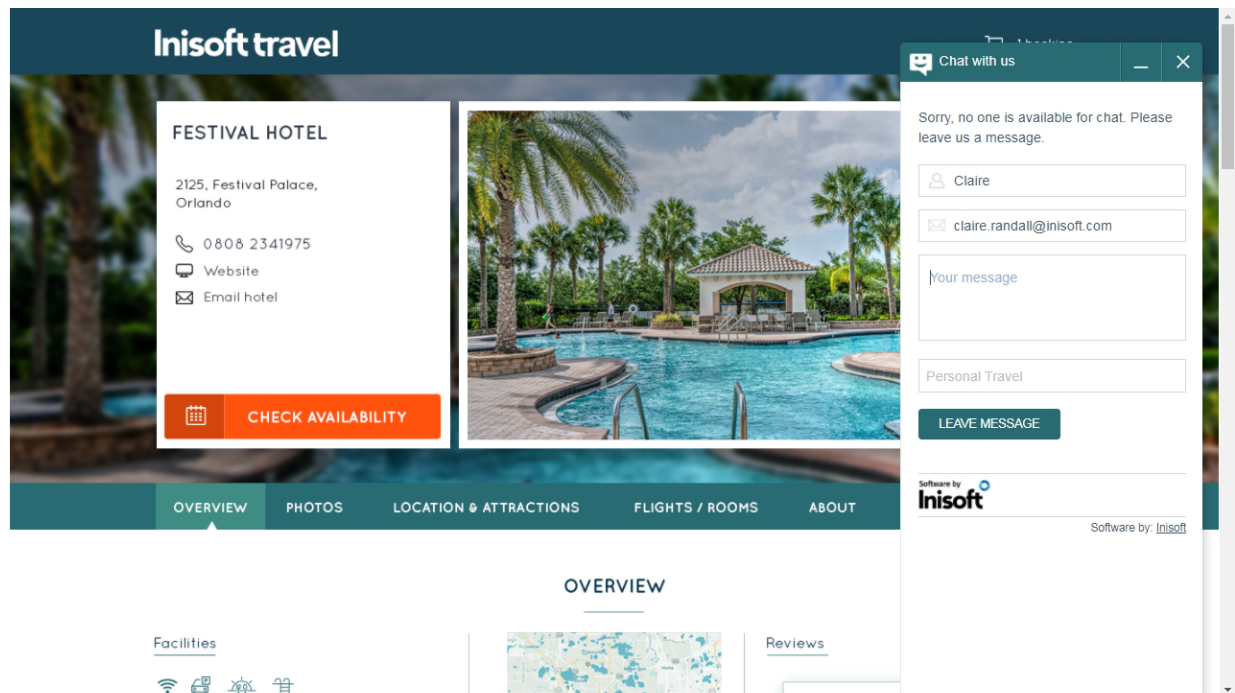 Inisoft travel
1 booking
FESTIVAL HOTEL
2125, Festival Palace,
Orlando
0808 2341975
Website
Email hotel
CHECK AVAILABILITY
OVERVIEW
PHOTOS
LOCATION & ATTRACTIONS
FLIGHTS / ROOMS
ABOUT
OVERVIEW
Facilities
Reviews
Chat with us
Sorry, no one is available for chat. Please
leave us a message.
Claire
claire.randall@inisoft.com
Your message
Personal Travel
LEAVE MESSAGE
Software by
Inisoft
Software by: Inisoft